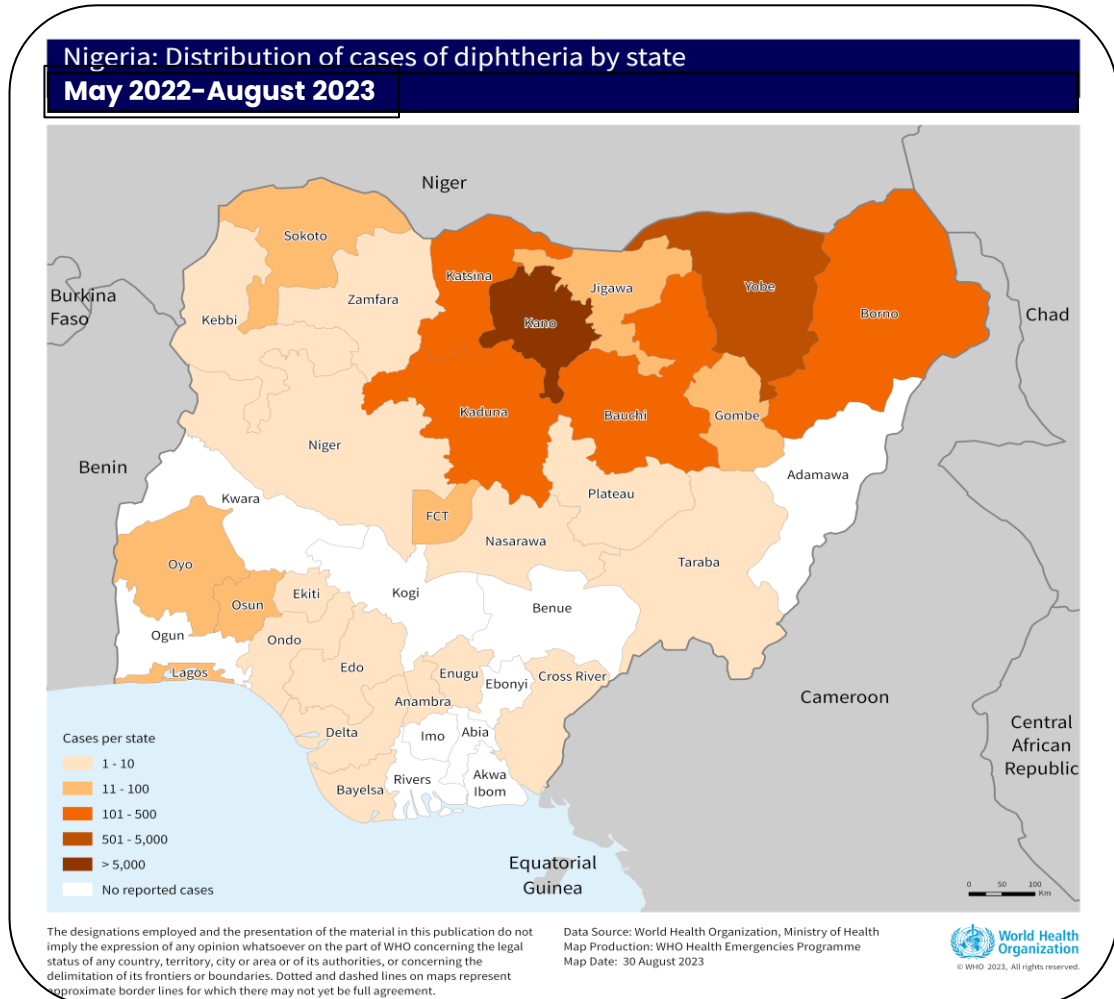 Nigeria: Distribution of cases of diphtheria by state
May 2022–August 2023
Niger
Sokoto
Katsina
Jigawa
Yobe
Burkina
Faso
Zamfara
Kebbi
Kano
Borno
Chad
Kaduna
Bauchi
Gombe
Niger
Benin
Adamawa
Kwara
Plateau
FCT
Nasarawa
Taraba
Oyo
Kogi
Benue
Ekiti
Osun
Ogun
Ondo
Edo
Lagos
Enugu
Ebonyi
Cross River
Anambra
Cameroon
Delta
Imo
Abia
Central
African
Republic
Rivers
Akwa
Ibom
Bayelsa
Equatorial
Guinea
Cases per state
1 - 10
11 - 100
101 - 500
501 - 5,000
> 5,000
No reported cases
0 50 100
Km
The designations employed and the presentation of the material in this publication do not
imply the expression of any opinion whatsoever on the part of WHO concerning the legal
status of any country, territory, city or area or of its authorities, or concerning the
delimitation of its frontiers or boundaries. Dotted and dashed lines on maps represent
approximate border lines for which there may not yet be full agreement.
Data Source: World Health Organization, Ministry of Health
Map Production: WHO Health Emergencies Programme
Map Date: 30 August 2023
World Health
Organization
© WHO 2023, All rights reserved.